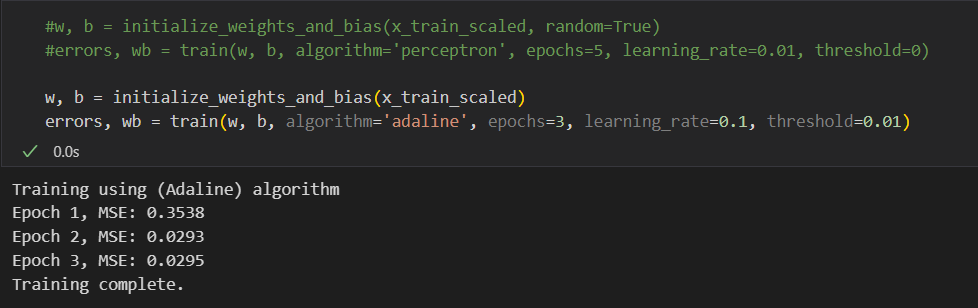 #w, b = initialize_weights_and_bias(x_train_scaled, random=True)
#errors, wb = train(w, b, algorithm='perceptron', epochs=5, learning_rate=0.01, threshold=0)
w, b = initialize_weights_and_bias(x_train_scaled)
errors, wb = train(w, b, algorithm='adaline', epochs=3, learning_rate=0.1, threshold=0.01)
0.0s
Training using (Adaline) algorithm
Epoch 1, MSE: 0.3538
Epoch 2, MSE: 0.0293
Epoch 3, MSE: 0.0295
Training complete.